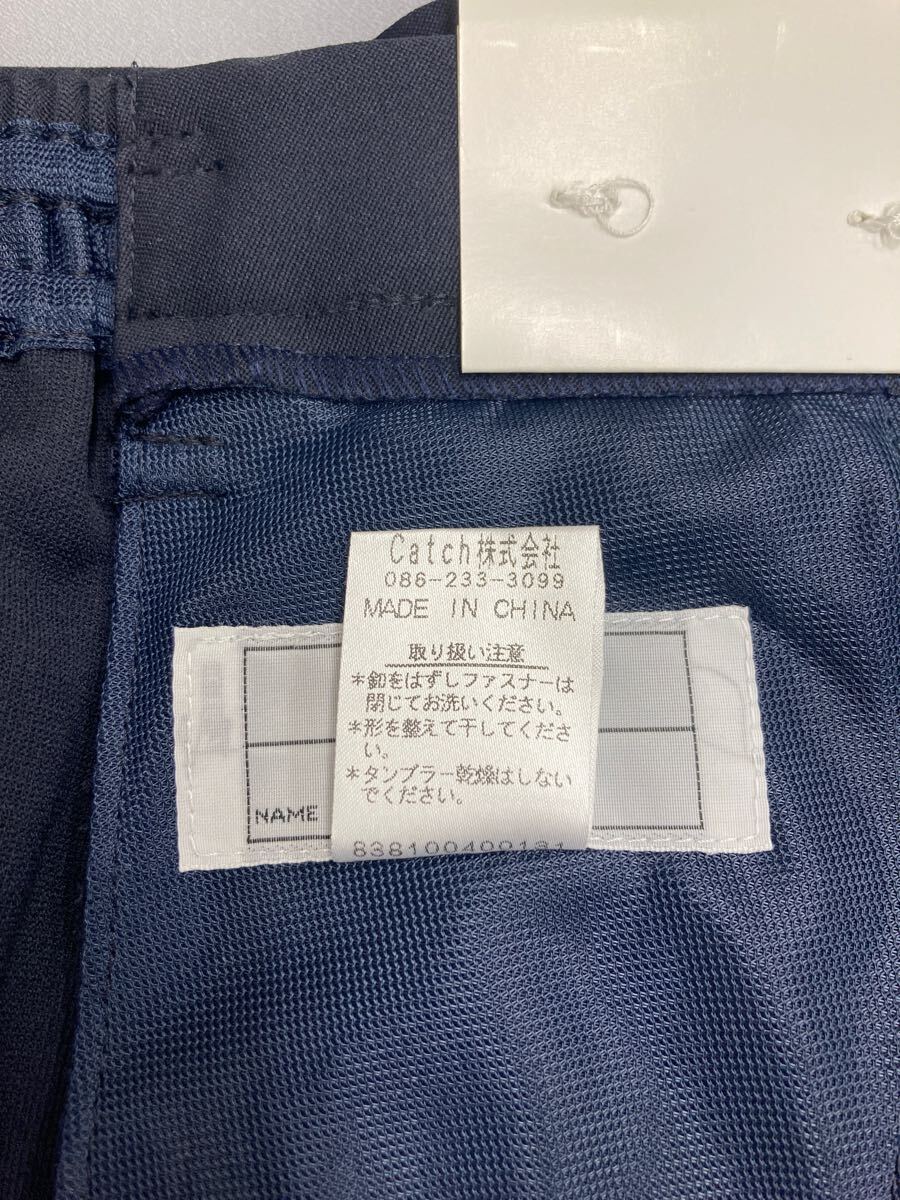 Catch株式会社
086-233-3099
MADE IN CHINA
取り扱い注意
*釦をはずしファスナーは
閉じてお洗いください。
*形を整えて干してくださ
い。
*タンブラー乾燥はしない
でください。
NAME